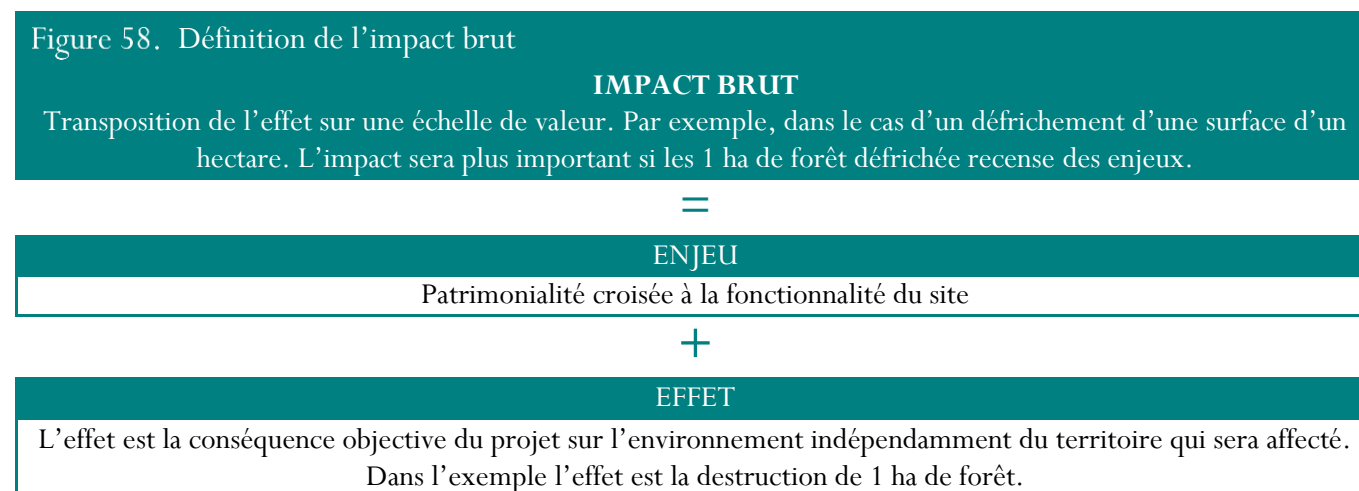 Figure 58. Définition de l’impact brut
IMPACT BRUT
Transposition de l’effet sur une échelle de valeur. Par exemple, dans le cas d’un défrichement d’une surface d’un
hectare. L’impact sera plus important si les 1 ha de forêt défrichée recense des enjeux.
=
ENJEU
Patrimonialité croisée à la fonctionnalité du site
+
EFFET
L’effet est la conséquence objective du projet sur l’environnement indépendamment du territoire qui sera affecté.
Dans l’exemple l’effet est la destruction de 1 ha de forêt.